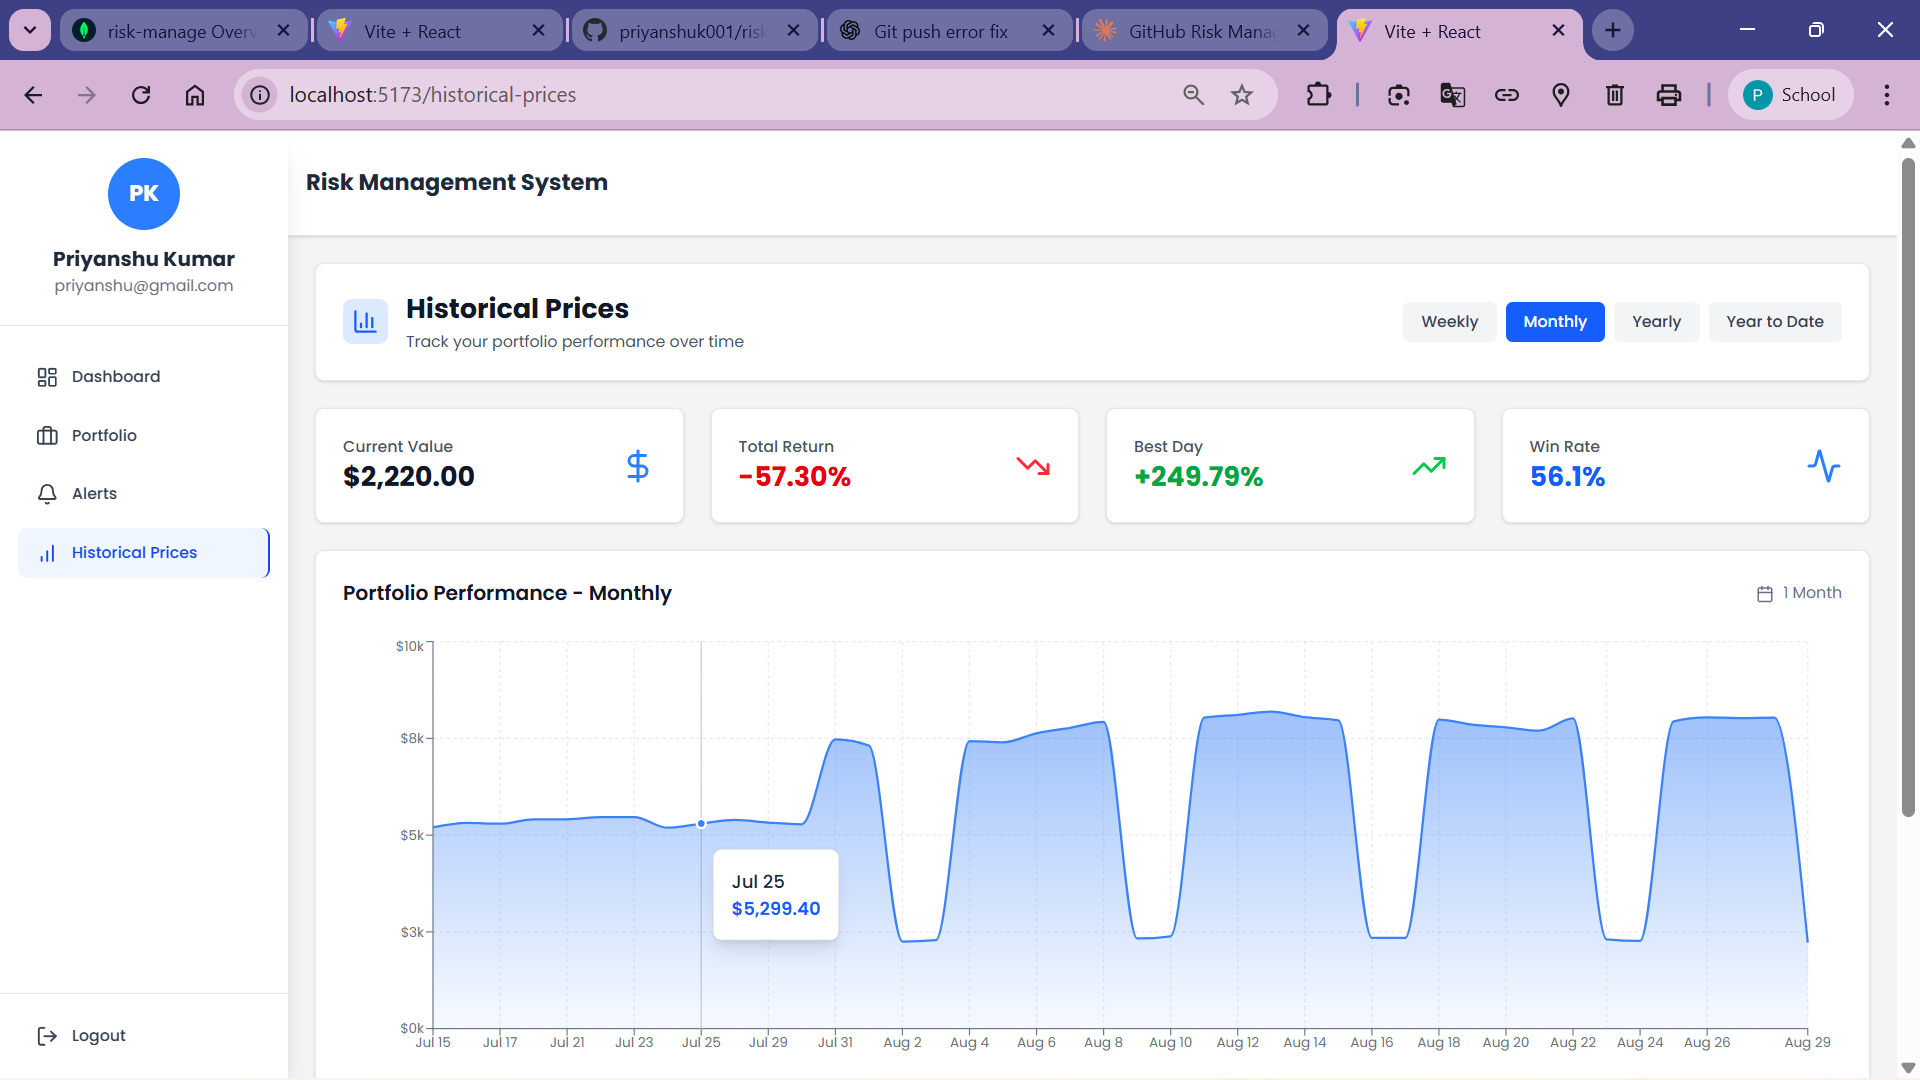 risk-manage Overv
Vite + React
priyanshuk001/risk
Git push error fix
GitHub Risk Manag
Vite + React
localhost:5173/historical-prices
P School
PK
Priyanshu Kumar
priyanshu@gmail.com
Dashboard
Portfolio
Alerts
Historical Prices
Logout
Risk Management System
Historical Prices
Track your portfolio performance over time
Weekly Monthly Yearly Year to Date
Current Value
$2,220.00
Total Return
-57.30%
Best Day
+249.79%
Win Rate
56.1%
Portfolio Performance - Monthly
1 Month
$10k
$8k
$5k
$3k
$0k
Jul 25
$5,299.40
Jul 15 Jul 17 Jul 21 Jul 23 Jul 25 Jul 29 Jul 31 Aug 2 Aug 4 Aug 6 Aug 8 Aug 10 Aug 12 Aug 14 Aug 16 Aug 18 Aug 20 Aug 22 Aug 24 Aug 26 Aug 29